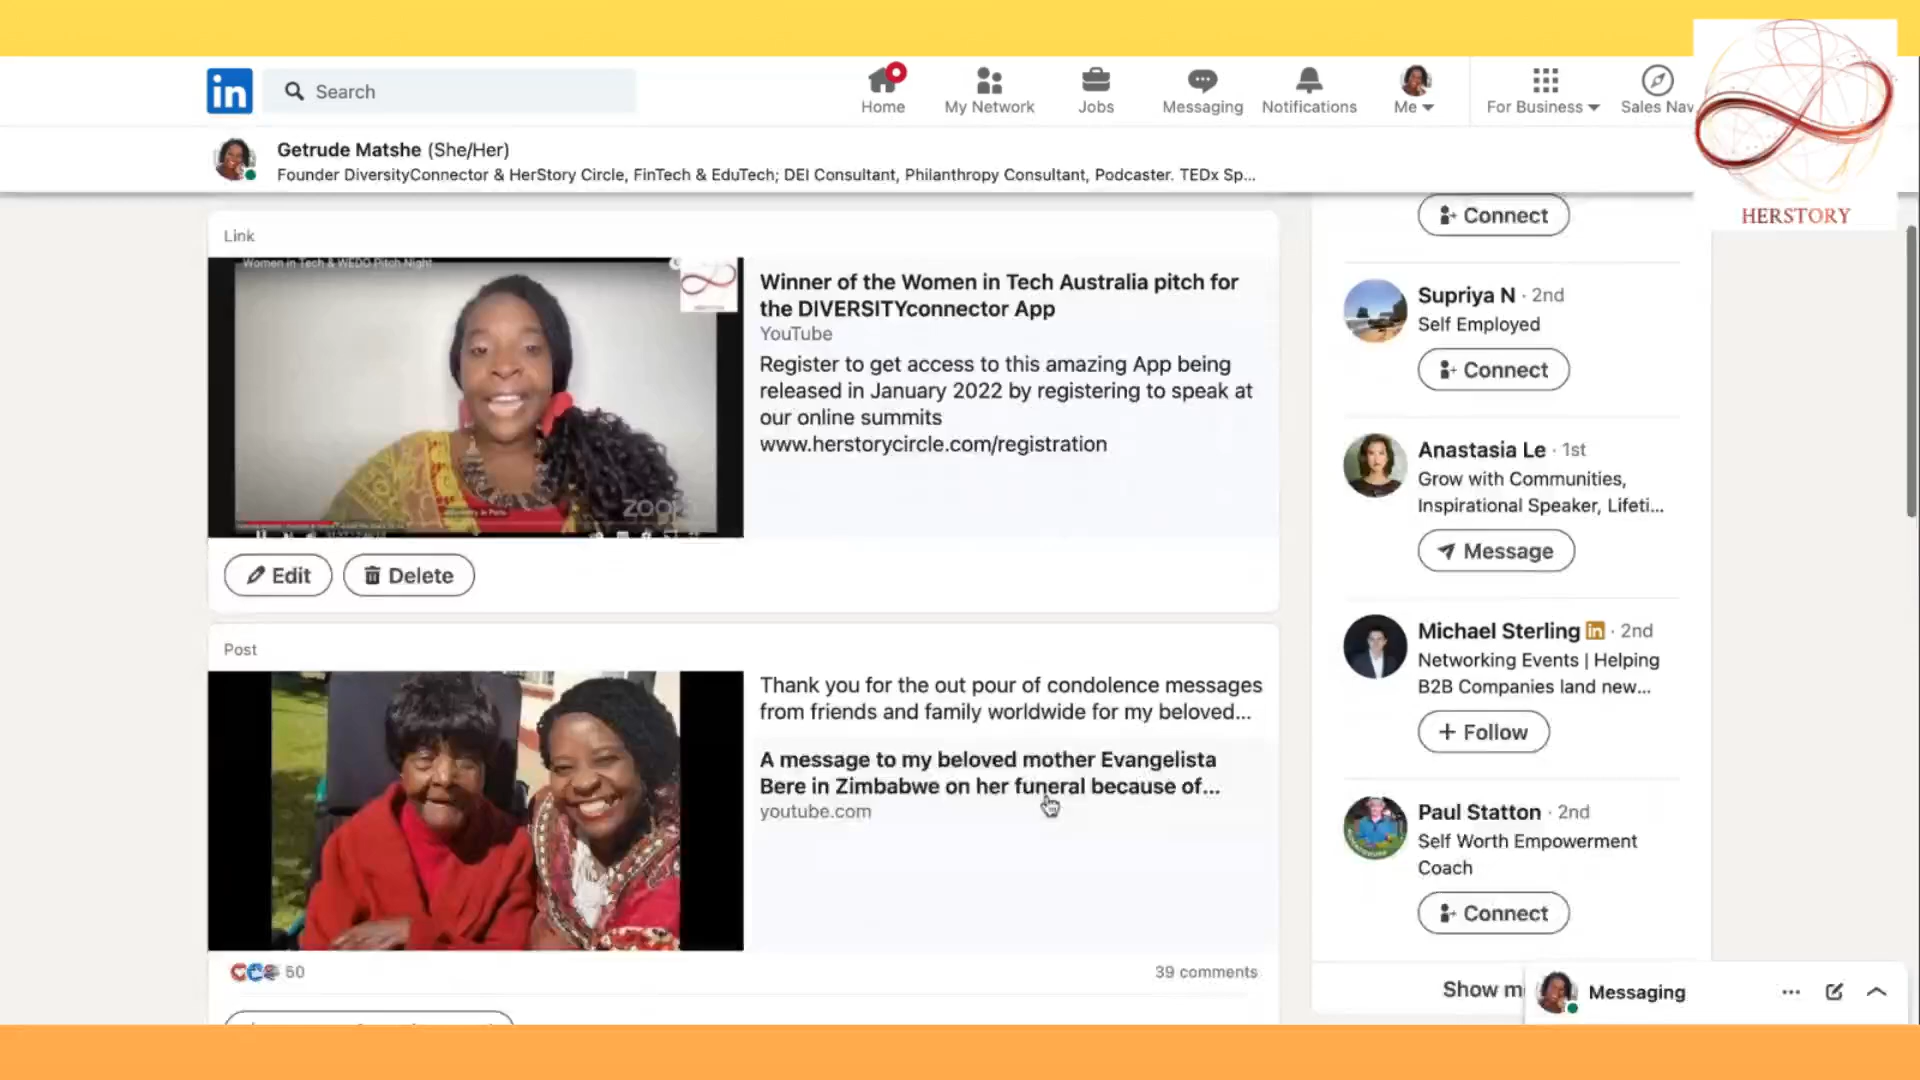 in
Search
Home
My Network
Jobs
Messaging
Notifications
Me
For Business
Sales Nav
HERSTORY
Getrude Matshe (She/Her)
Founder DiversityConnector & HerStory Circle, FinTech & EduTech; DEI Consultant, Philanthropy Consultant, Podcaster. TEDx Sp...
Link
Women in Tech & WEDO Pitch Night
zoom
Winner of the Women in Tech Australia pitch for
the DIVERSITYconnector App
YouTube
Register to get access to this amazing App being
released in January 2022 by registering to speak at
our online summits
www.herstorycircle.com/registration
Edit
Delete
Post
Thank you for the out pour of condolence messages
from friends and family worldwide for my beloved...
A message to my beloved mother Evangelista
Bere in Zimbabwe on her funeral because of...
youtube.com
60
39 comments
Connect
Supriya N · 2nd
Self Employed
Connect
Anastasia Le · 1st
Grow with Communities,
Inspirational Speaker, Lifeti...
Message
Michael Sterling in · 2nd
Networking Events | Helping
B2B Companies land new...
+ Follow
Paul Statton · 2nd
Self Worth Empowerment
Coach
Connect
Show m
Messaging